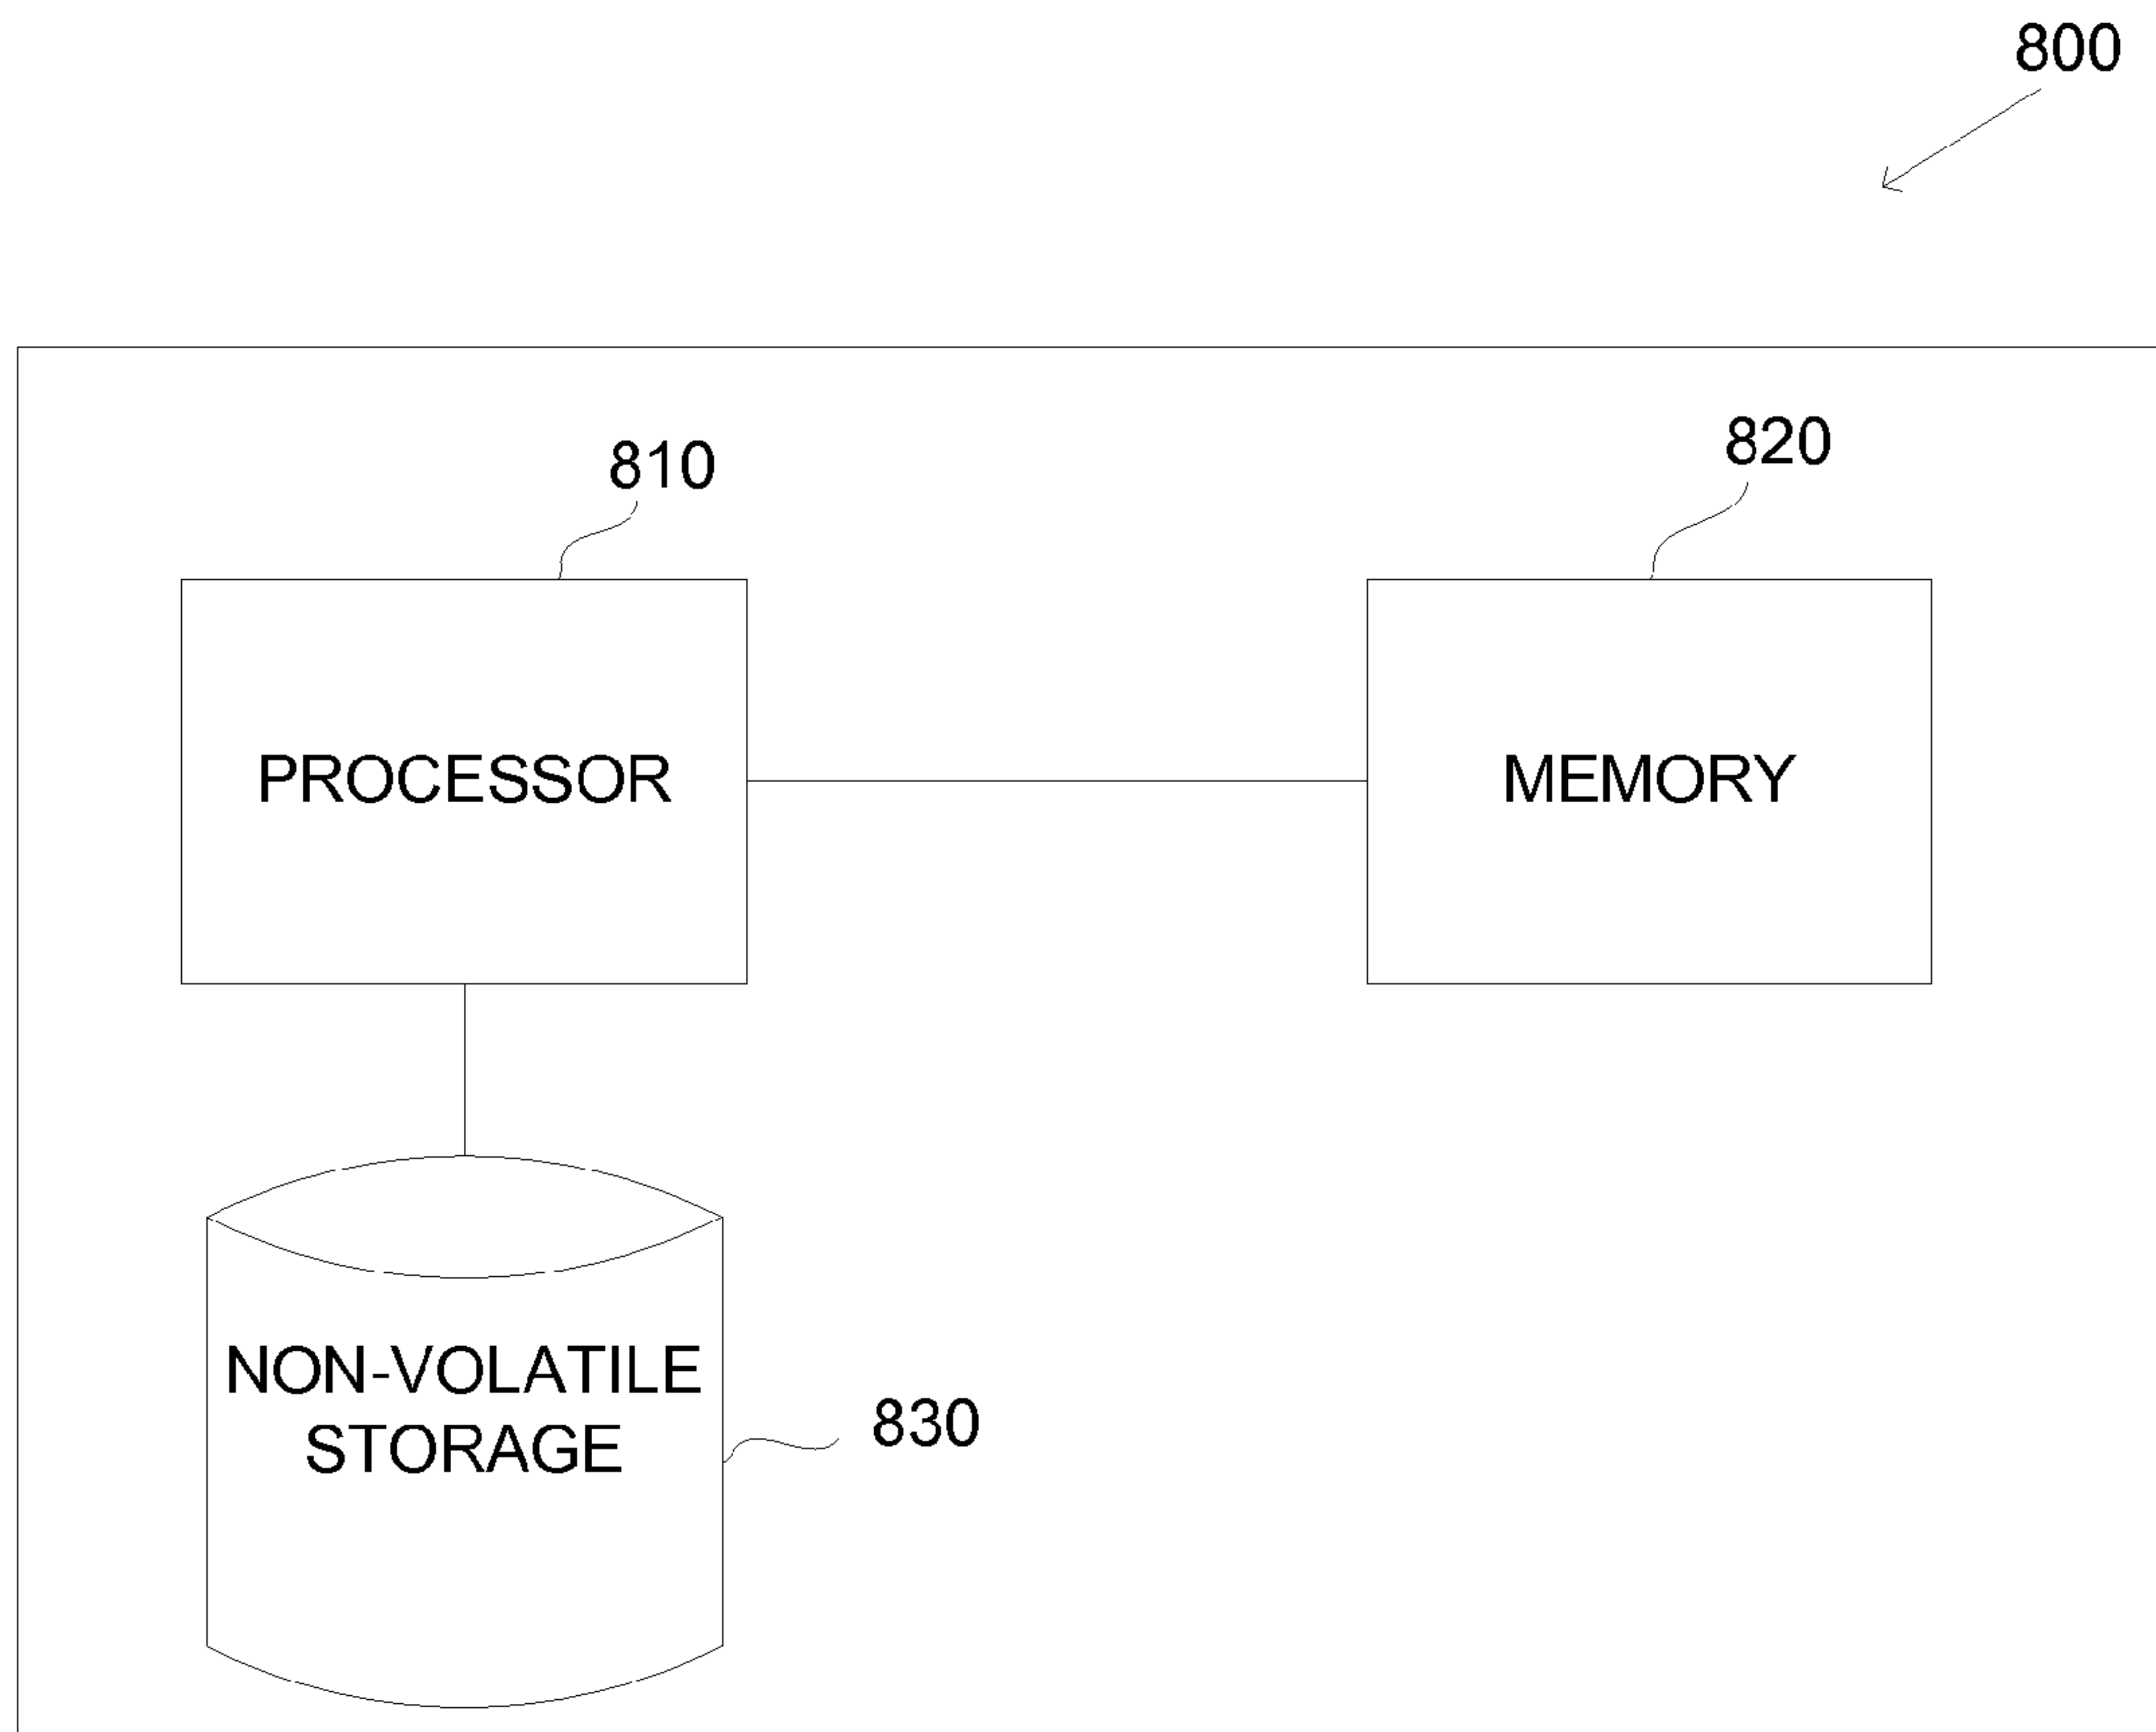 800
810
820
PROCESSOR
MEMORY
NON-VOLATILE
STORAGE
830